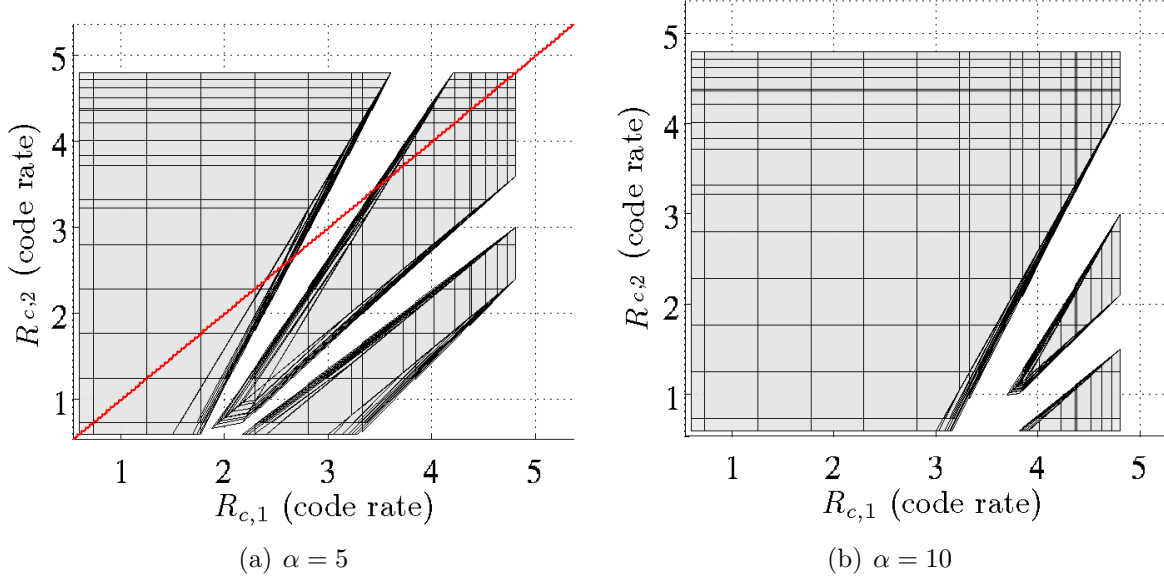 5
4
3
2
1
R_{c,2} (code rate)
1 2 3 4 5
R_{c,1} (code rate)
(a) α = 5
5
4
3
2
1
R_{c,2} (code rate)
1 2 3 4 5
R_{c,1} (code rate)
(b) α = 10